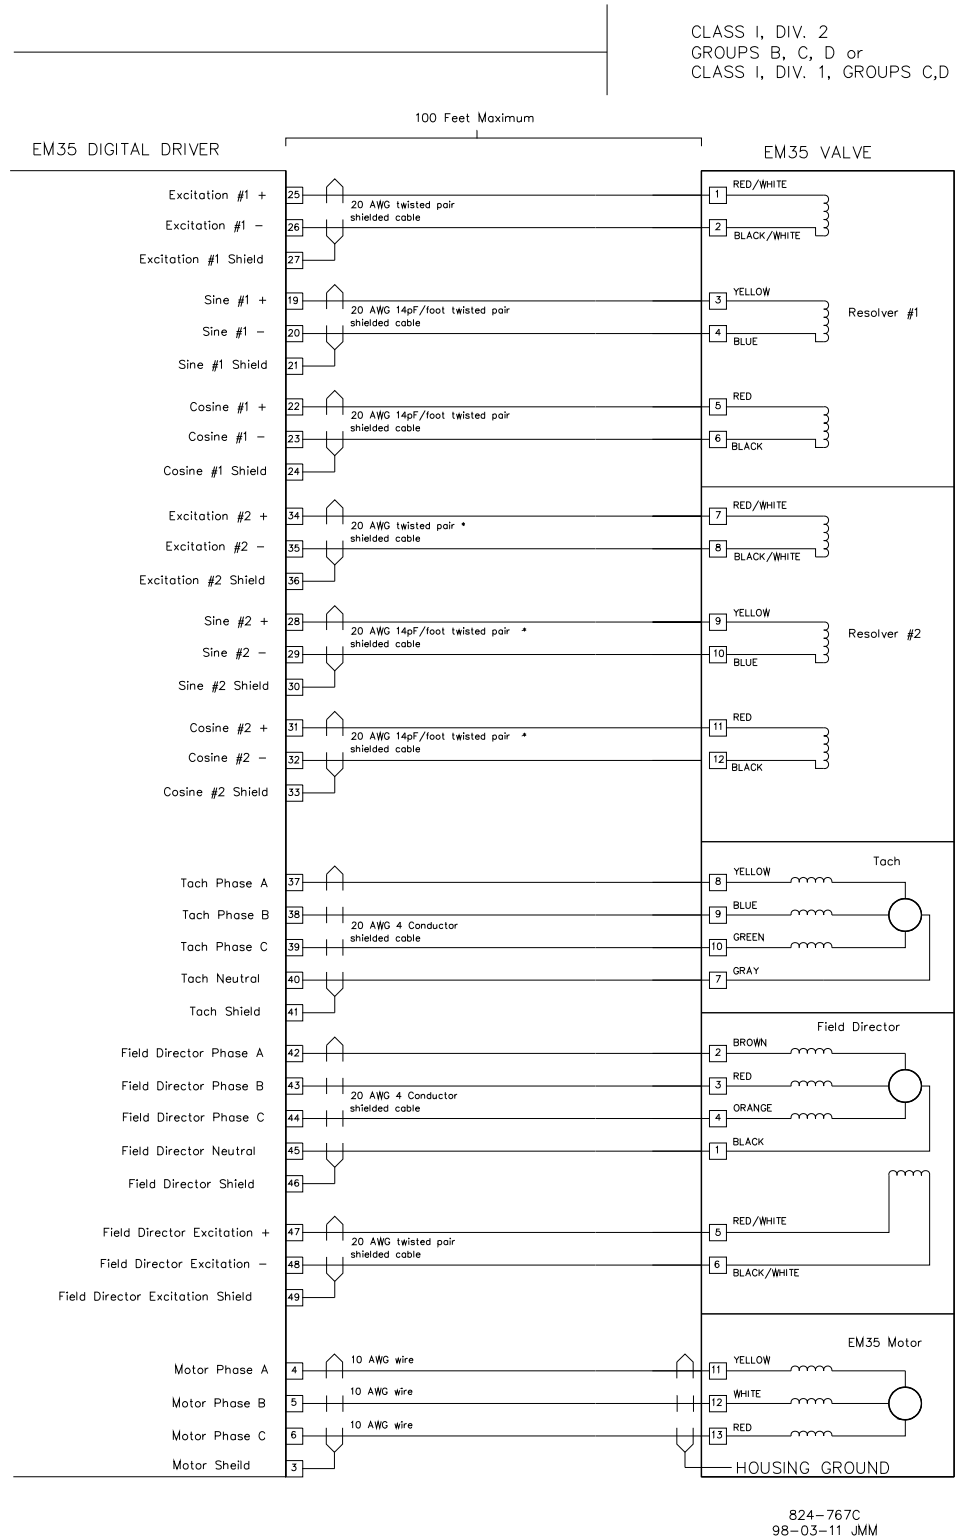 CLASS I, DIV. 2
GROUPS B, C, D or
CLASS I, DIV. 1, GROUPS C,D
100 Feet Maximum
EM35 DIGITAL DRIVER
EM35 VALVE
Excitation #1 + 25 1 RED/WHITE
20 AWG twisted pair
shielded cable
Excitation #1 − 26 2 BLACK/WHITE
Excitation #1 Shield 27
Sine #1 + 19 3 YELLOW
20 AWG 14pF/foot twisted pair
shielded cable
Resolver #1
Sine #1 − 20 4 BLUE
Sine #1 Shield 21
Cosine #1 + 22 5 RED
20 AWG 14pF/foot twisted pair
shielded cable
Cosine #1 − 23 6 BLACK
Cosine #1 Shield 24
Excitation #2 + 34 7 RED/WHITE
20 AWG twisted pair *
shielded cable
Excitation #2 − 35 8 BLACK/WHITE
Excitation #2 Shield 36
Sine #2 + 28 9 YELLOW
20 AWG 14pF/foot twisted pair *
shielded cable
Resolver #2
Sine #2 − 29 10 BLUE
Sine #2 Shield 30
Cosine #2 + 31 11 RED
20 AWG 14pF/foot twisted pair *
shielded cable
Cosine #2 − 32 12 BLACK
Cosine #2 Shield 33
Tach
Tach Phase A 37 8 YELLOW
Tach Phase B 38 9 BLUE
20 AWG 4 Conductor
shielded cable
Tach Phase C 39 10 GREEN
Tach Neutral 40 7 GRAY
Tach Shield 41
Field Director
Field Director Phase A 42 2 BROWN
Field Director Phase B 43 3 RED
20 AWG 4 Conductor
shielded cable
Field Director Phase C 44 4 ORANGE
Field Director Neutral 45 1 BLACK
Field Director Shield 46
Field Director Excitation + 47 5 RED/WHITE
20 AWG twisted pair
shielded cable
Field Director Excitation − 48 6 BLACK/WHITE
Field Director Excitation Shield 49
EM35 Motor
Motor Phase A 4 10 AWG wire 11 YELLOW
Motor Phase B 5 10 AWG wire 12 WHITE
Motor Phase C 6 10 AWG wire 13 RED
Motor Sheild 3 HOUSING GROUND
824−767C
98−03−11 JMM